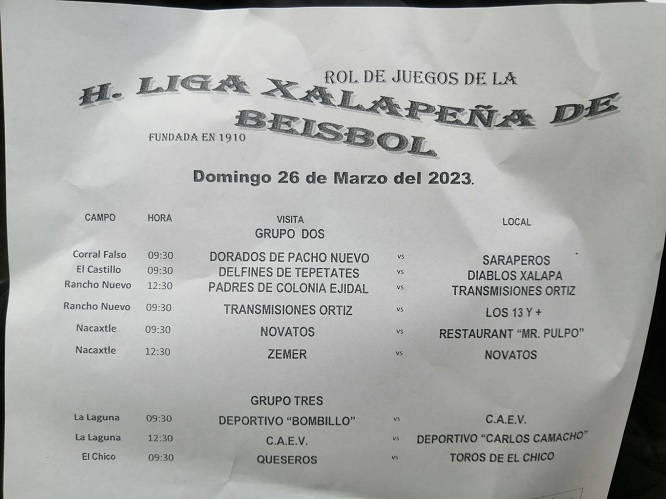 ROL DE JUEGOS DE LA
H. LIGA XALAPEÑA DE
BEISBOL
FUNDADA EN 1910
Domingo 26 de Marzo del 2023.
CAMPO HORA VISITA LOCAL
GRUPO DOS
Corral Falso 09:30 DORADOS DE PACHO NUEVO vs SARAPEROS
El Castillo 09:30 DELFINES DE TEPETATES vs DIABLOS XALAPA
Rancho Nuevo 12:30 PADRES DE COLONIA EJIDAL vs TRANSMISIONES ORTIZ
Rancho Nuevo 09:30 TRANSMISIONES ORTIZ vs LOS 13 Y +
Nacaxtle 09:30 NOVATOS vs RESTAURANT “MR. PULPO”
Nacaxtle 12:30 ZEMER vs NOVATOS
GRUPO TRES
La Laguna 09:30 DEPORTIVO “BOMBILLO” vs C.A.E.V.
La Laguna 12:30 C.A.E.V. vs DEPORTIVO “CARLOS CAMACHO”
El Chico 09:30 QUESEROS vs TOROS DE EL CHICO